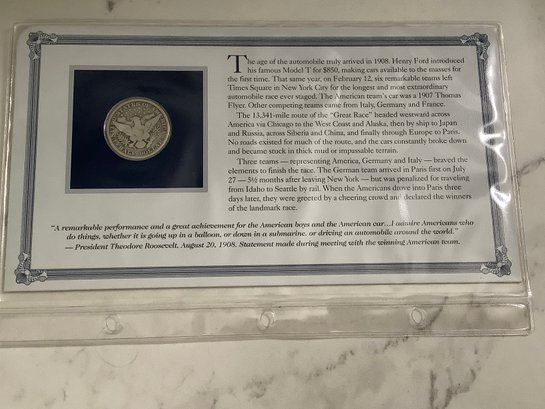 The age of the automobile truly arrived in 1908. Henry Ford introduced
his famous Model T for $850, making cars available to the masses for
the first time. That same year, on February 12, six remarkable teams left
Times Square in New York City for the longest and most extraordinary
automobile race ever staged. The American team's car was a 1907 Thomas
Flyer. Other competing teams came from Italy, Germany and France.
The 13,341-mile route of the "Great Race" headed westward across
America via Chicago to the West Coast and Alaska, then by ship to Japan
and Russia, across Siberia and China, and finally through Europe to Paris.
No roads existed for much of the route, and the cars constantly broke down
and became stuck in thick mud or impassable terrain.
Three teams — representing America, Germany and Italy — braved the
elements to finish the race. The German team arrived in Paris first on July
27 — 5½ months after leaving New York — but was penalized for traveling
from Idaho to Seattle by rail. When the Americans drove into Paris three
days later, they were greeted by a cheering crowd and declared the winners
of the landmark race.
"A remarkable performance and a great achievement for the American boys and the American car...I admire Americans who
do things, whether it is going up in a balloon, or down in a submarine, or driving an automobile around the world."
— President Theodore Roosevelt, August 20, 1908. Statement made during meeting with the winning American team.